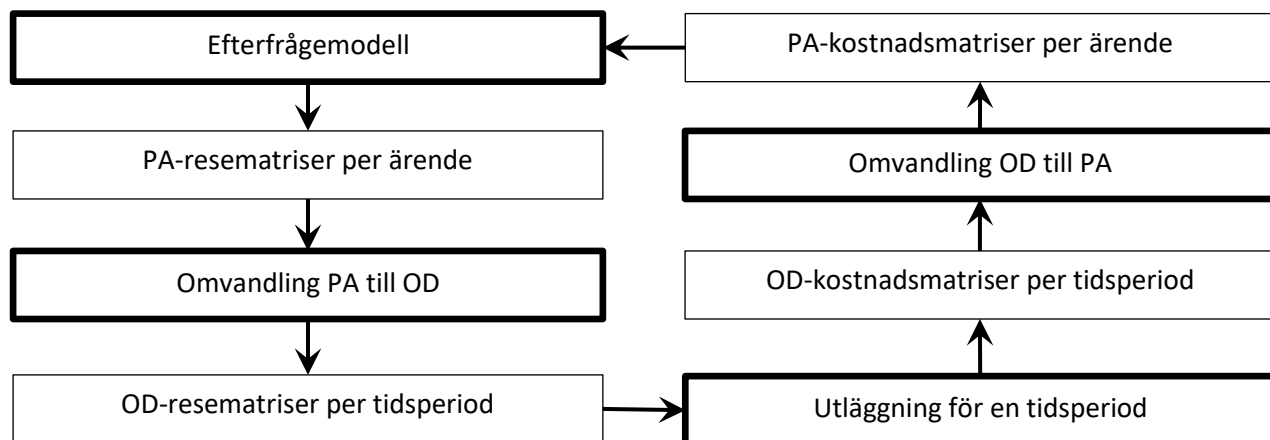 Efterfrågemodell
PA-kostnadsmatriser per ärende
PA-resematriser per ärende
Omvandling OD till PA
Omvandling PA till OD
OD-kostnadsmatriser per tidsperiod
OD-resematriser per tidsperiod
Utläggning för en tidsperiod